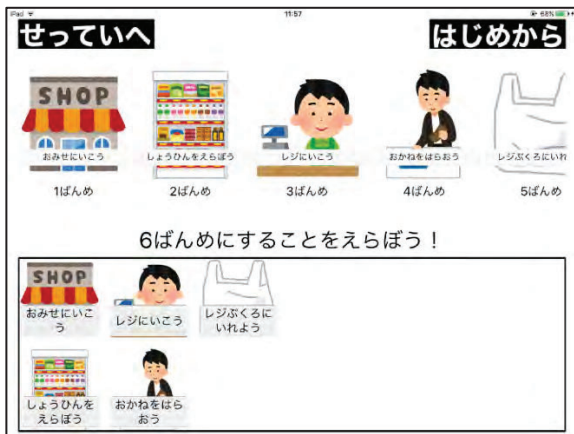 iPad
11:57
68%
せっていへ
はじめから
SHOP
おみせにいこう
しょうひんをえらぼう
レジにいこう
おかねをはらおう
レジぶくろにいれ
1ばんめ
2ばんめ
3ばんめ
4ばんめ
5ばんめ
6ばんめにすることをえらぼう！
SHOP
おみせにいこ
う
レジにいこう
レジぶくろに
いれよう
しょうひんを
えらぼう
おかねをはら
おう